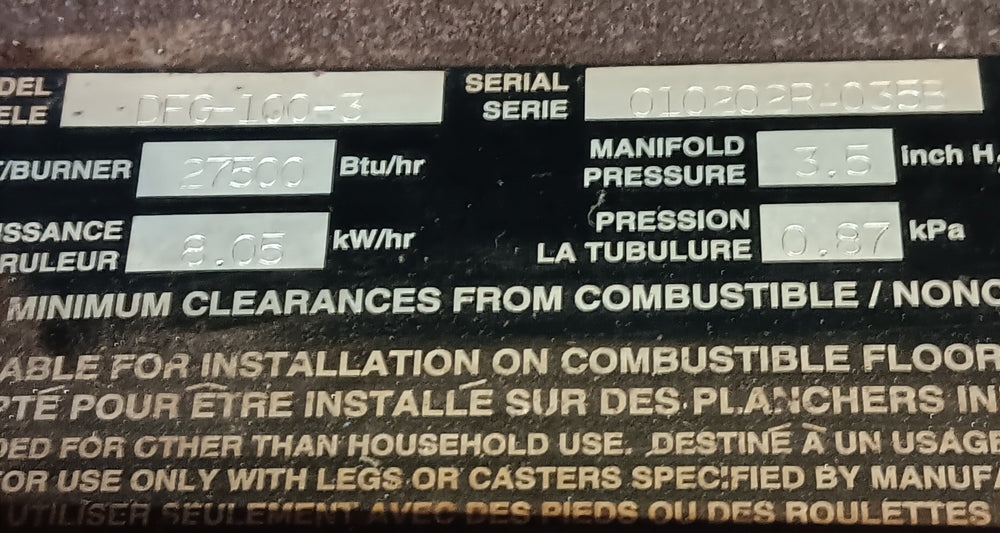 DEL
ELE DFG-100-3 SERIAL
SERIE
/BURNER 27500 Btu/hr MANIFOLD
PRESSURE 3.5 inch H
ISSANCE
RULEUR 8.05 kW/hr PRESSION
LA TUBULURE 0.87 kPa
MINIMUM CLEARANCES FROM COMBUSTIBLE / NONC
ABLE FOR INSTALLATION ON COMBUSTIBLE FLOOR
PTÉ POUR ÊTRE INSTALLÉ SUR DES PLANCHERS IN
DED FOR OTHER THAN HOUSEHOLD USE. DESTINÉ À UN USAGE
OR USE ONLY WITH LEGS OR CASTERS SPECIFIED BY MANUFA
UTILISER SEULEMENT AVEC DES PIEDS OU DES ROULETTES